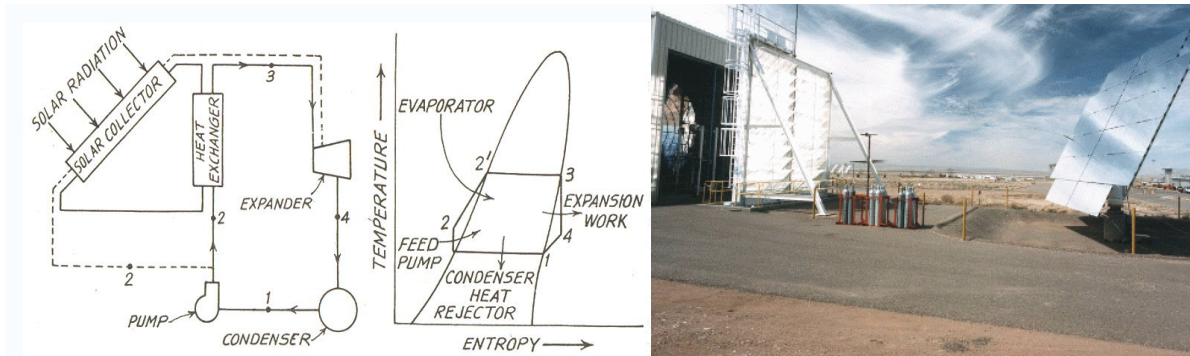 SOLAR RADIATION
SOLAR COLLECTOR
HEAT
EXCHANGER
3
EXPANDER
2
4
2
1
PUMP
CONDENSER
TEMPERATURE
EVAPORATOR
2'
3
EXPANSION
WORK
2
FEED
PUMP
4
1
CONDENSER
HEAT
REJECTOR
ENTROPY